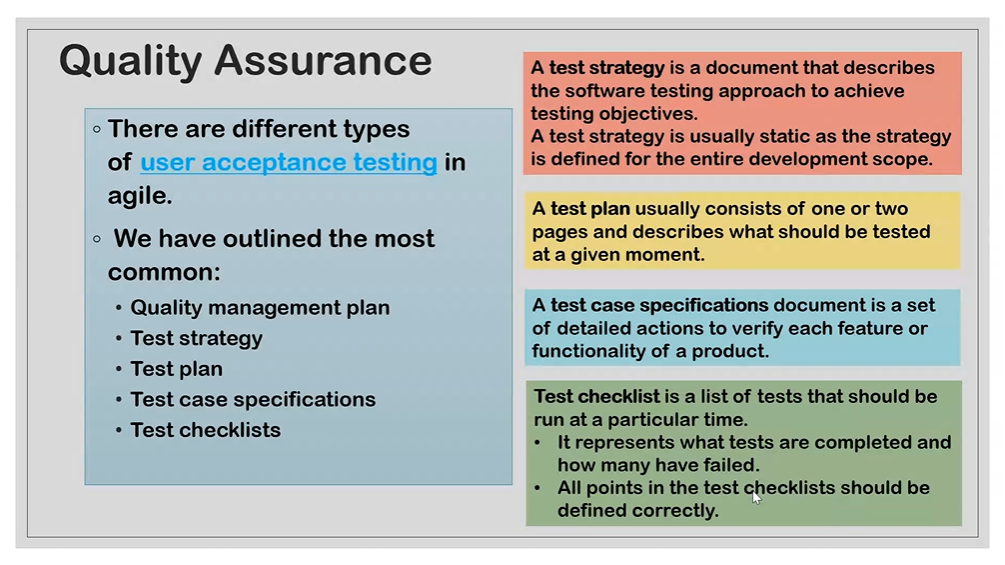 Quality Assurance
◦ There are different types
of user acceptance testing in
agile.
◦ We have outlined the most
common:
• Quality management plan
• Test strategy
• Test plan
• Test case specifications
• Test checklists
A test strategy is a document that describes
the software testing approach to achieve
testing objectives.
A test strategy is usually static as the strategy
is defined for the entire development scope.
A test plan usually consists of one or two
pages and describes what should be tested
at a given moment.
A test case specifications document is a set
of detailed actions to verify each feature or
functionality of a product.
Test checklist is a list of tests that should be
run at a particular time.
• It represents what tests are completed and
how many have failed.
• All points in the test checklists should be
defined correctly.